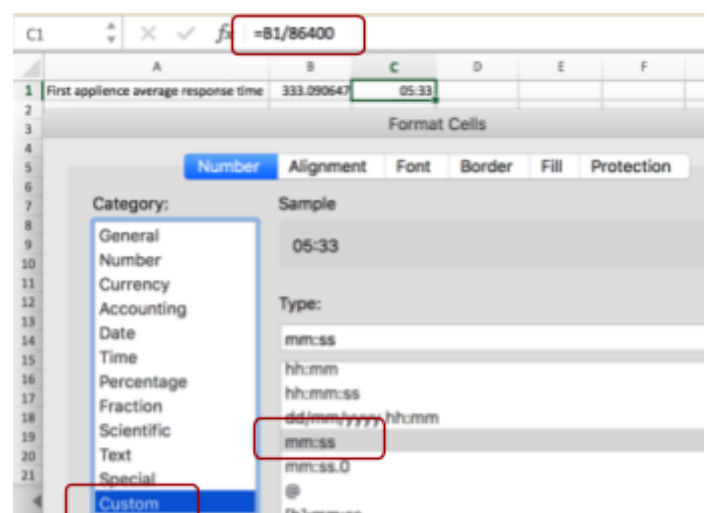 C1 fx =B1/86400
A B C D E F
1 First applience average response time 333.090647 05:33
2
3 Format Cells
4
5 Number Alignment Font Border Fill Protection
6
7 Category: Sample
8
9 General 05:33
10 Number
11 Currency
12 Accounting Type:
13
14 Date mm:ss
15 Time hh:mm
16 Percentage hh:mm:ss
17 Fraction dd/mm/yyyy hh:mm
18
19 Scientific mm:ss
20 Text mm:ss.0
21 Special @
Custom [h]:mm:ss